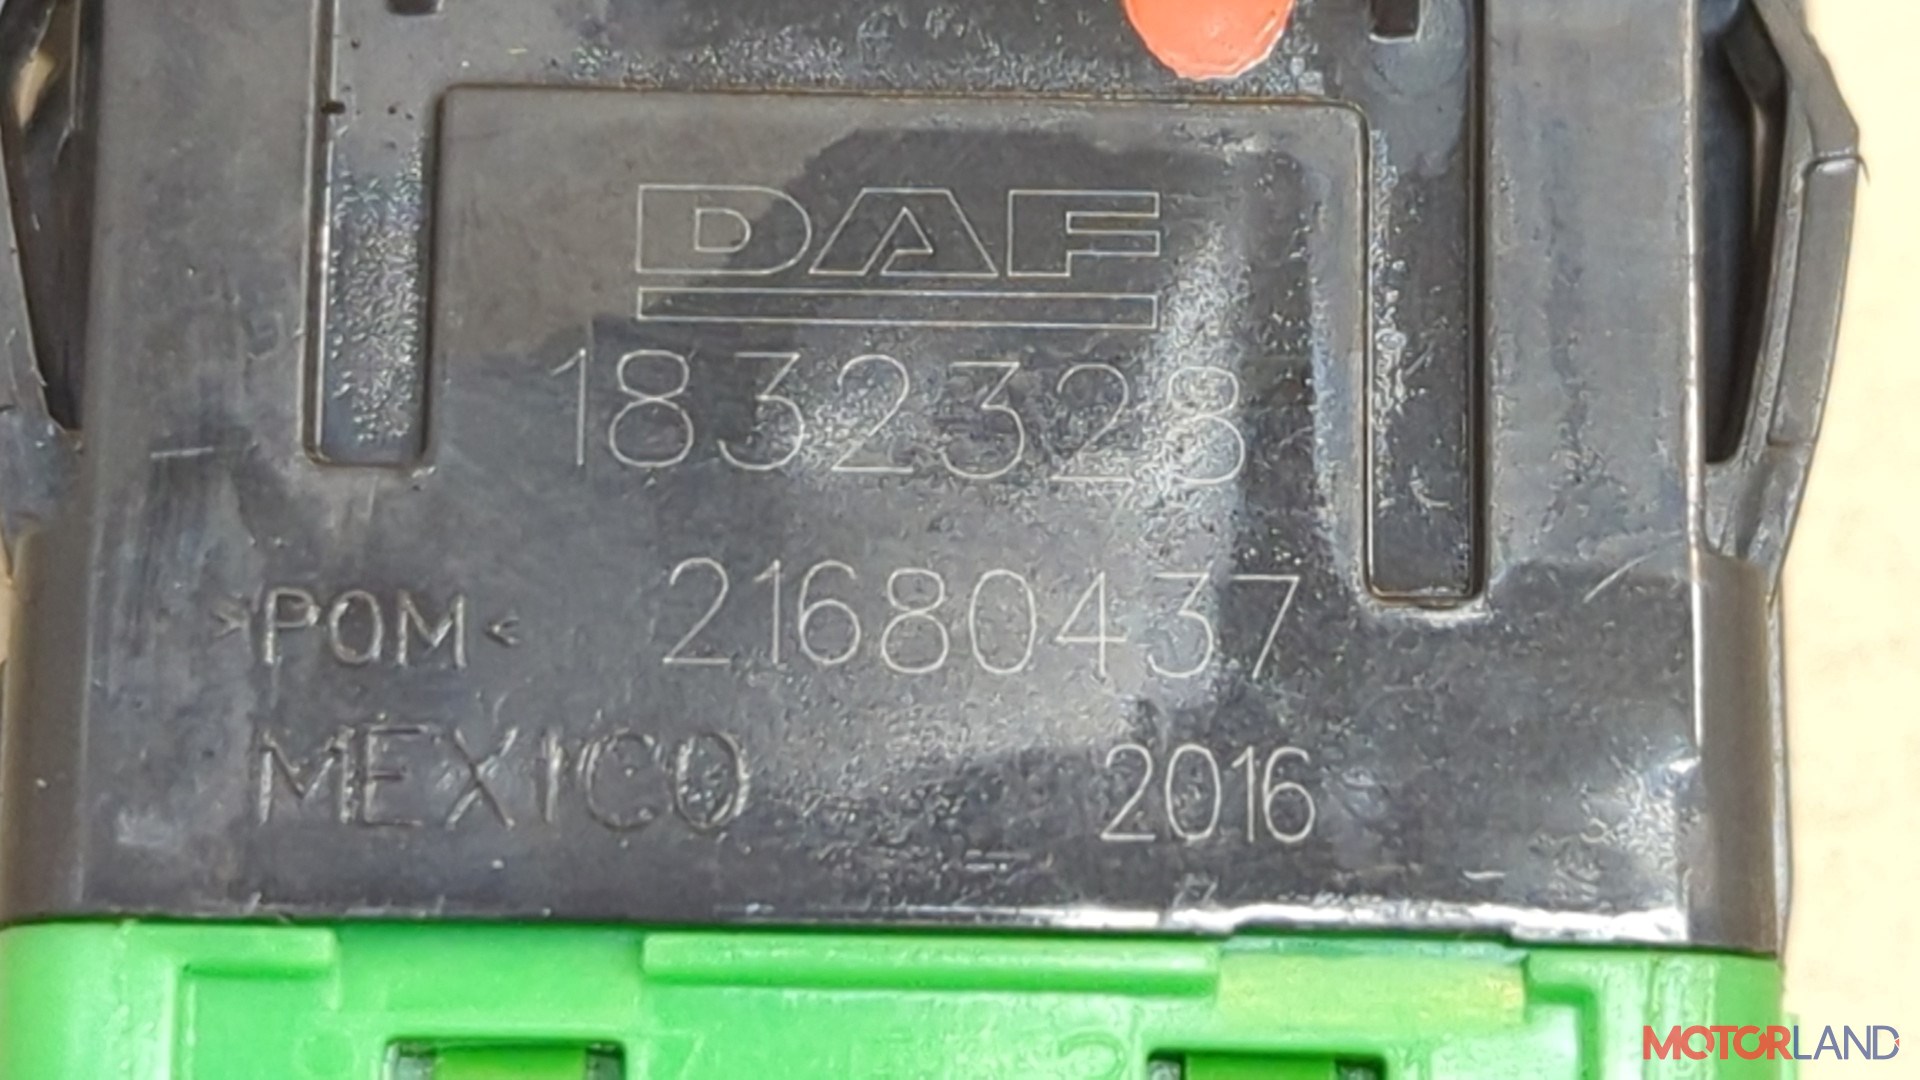 DAF
1832328
>POM< 21680437
MEXICO 2016
MOTORLAND